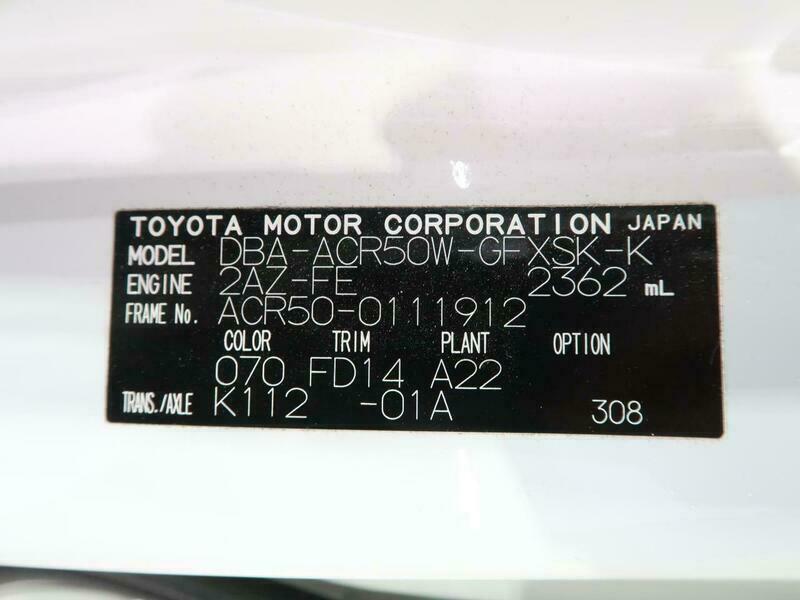 TOYOTA MOTOR CORPORATION JAPAN
MODEL DBA-ACR50W-GFXSK-K
ENGINE 2AZ-FE 2362 mL
FRAME No. ACR50-0111912
COLOR TRIM PLANT OPTION
070 FD14 A22
TRANS./AXLE K112 -01A 308